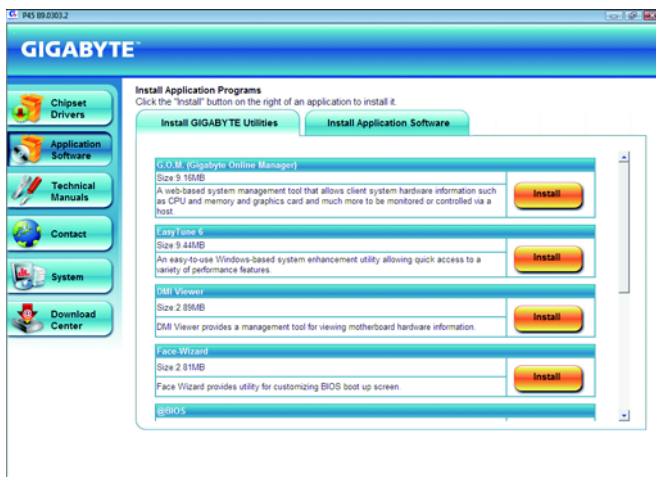 P45 B9.0303.2
GIGABYTE™
Chipset
Drivers
Application
Software
Technical
Manuals
Contact
System
Download
Center
Install Application Programs
Click the "Install" button on the right of an application to install it.
Install GIGABYTE Utilities
Install Application Software
G.O.M. (Gigabyte Online Manager)
Size:9.16MB
A web-based system management tool that allows client system hardware information such
as CPU and memory and graphics card and much more to be monitored or controlled via a
host.
Install
EasyTune 6
Size:9.44MB
An easy-to-use Windows-based system enhancement utility allowing quick access to a
variety of performance features.
Install
DMI Viewer
Size:2.89MB
DMI Viewer provides a management tool for viewing motherboard hardware information.
Install
Face-Wizard
Size:2.81MB
Face Wizard provides utility for customizing BIOS boot up screen.
Install
@BIOS